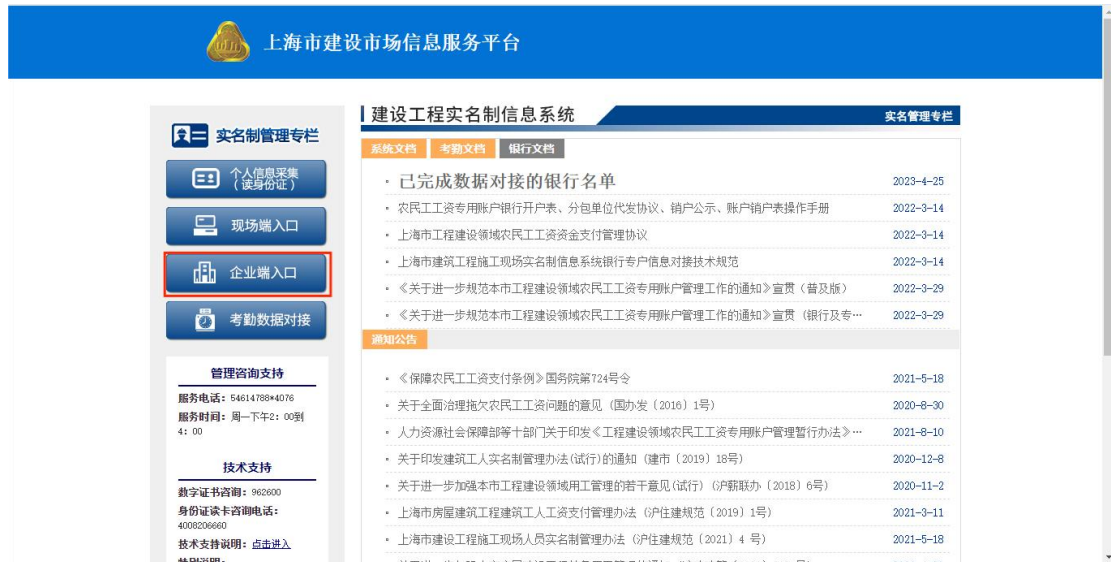 上海市建设市场信息服务平台
实名制管理专栏
个人信息采集
（读身份证）
现场端入口
企业端入口
考勤数据对接
管理咨询支持
服务电话：54614788*4076
服务时间：周一下午2：00到
4：00
技术支持
数字证书咨询：962600
身份证读卡咨询电话：
4008206660
技术支持说明：点击进入
特别说明：
建设工程实名制信息系统
实名管理专栏
系统文档 考勤文档 银行文档
· 已完成数据对接的银行名单 2023-4-25
· 农民工工资专用账户银行开户表、分包单位代发协议、销户公示、账户销户表操作手册 2022-3-14
· 上海市工程建设领域农民工工资资金支付管理协议 2022-3-14
· 上海市建筑工程施工现场实名制信息系统银行专户信息对接技术规范 2022-3-14
· 《关于进一步规范本市工程建设领域农民工工资专用账户管理工作的通知》宣贯（普及版） 2022-3-29
· 《关于进一步规范本市工程建设领域农民工工资专用账户管理工作的通知》宣贯（银行及专… 2022-3-29
通知公告
· 《保障农民工工资支付条例》国务院第724号令 2021-5-18
· 关于全面治理拖欠农民工工资问题的意见（国办发〔2016〕1号） 2020-8-30
· 人力资源社会保障部等十部门关于印发《工程建设领域农民工工资专用账户管理暂行办法》… 2021-8-10
· 关于印发建筑工人实名制管理办法(试行)的通知（建市〔2019〕18号） 2020-12-8
· 关于进一步加强本市工程建设领域用工管理的若干意见(试行)（沪薪联办〔2018〕6号） 2020-11-2
· 上海市房屋建筑工程建筑工人工资支付管理办法（沪住建规范〔2019〕1号） 2021-3-11
· 上海市建设工程施工现场人员实名制管理办法（沪住建规范〔2021〕4 号） 2021-5-18